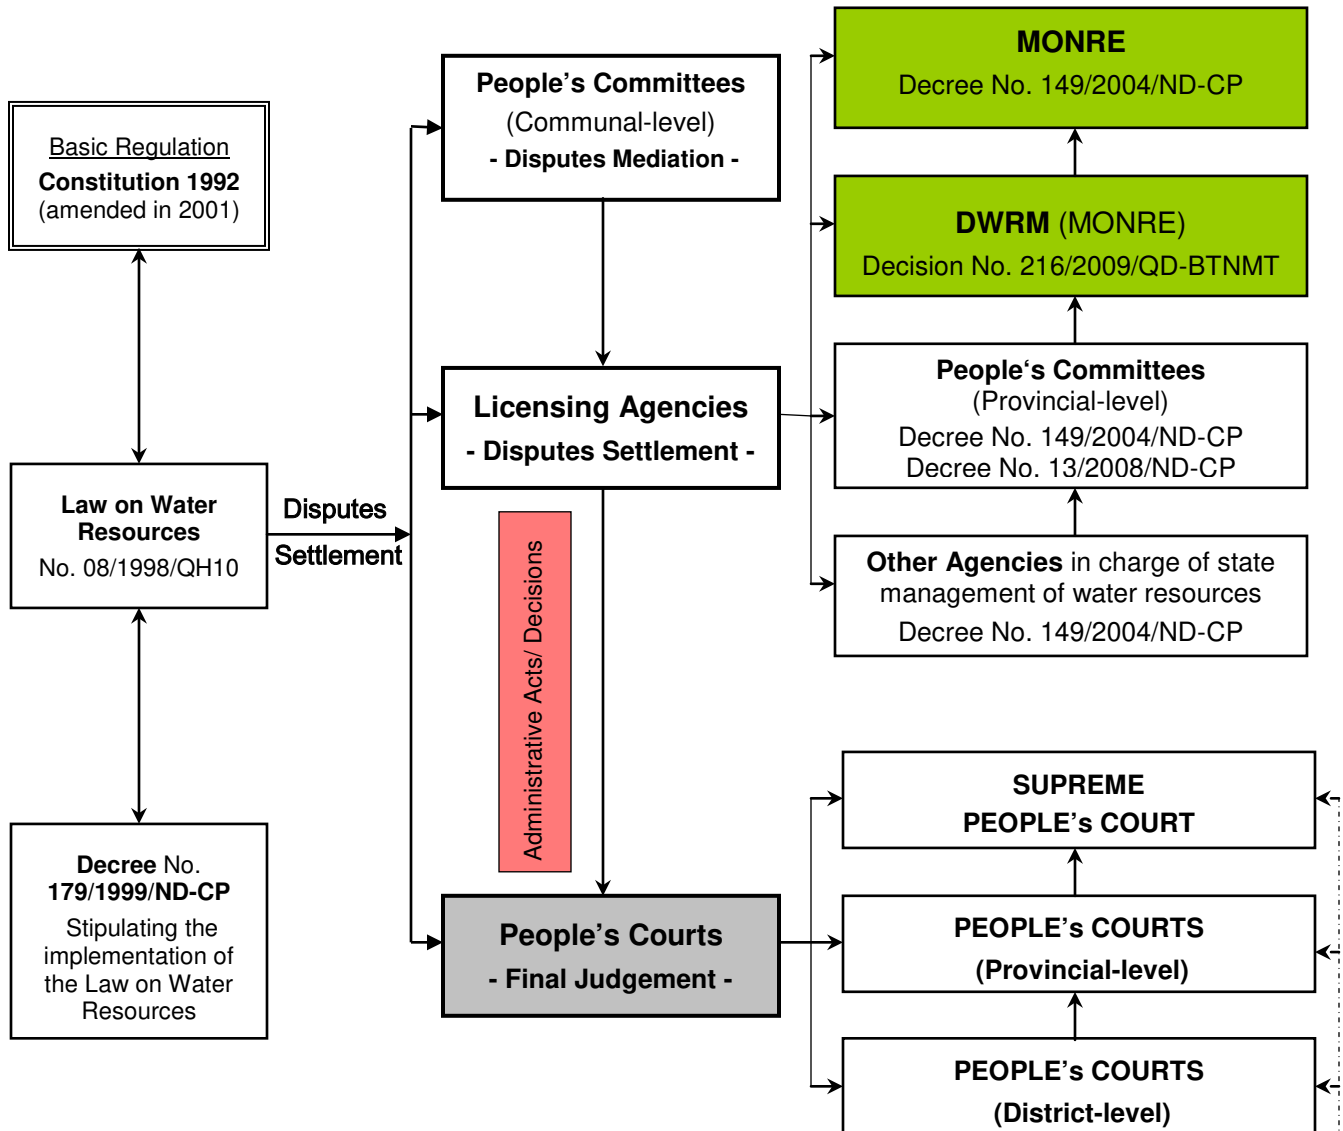 Basic Regulation
Constitution 1992
(amended in 2001)
Law on Water
Resources
No. 08/1998/QH10
Decree No.
179/1999/ND-CP
Stipulating the
implementation of
the Law on Water
Resources
Disputes
Settlement
People’s Committees
(Communal-level)
- Disputes Mediation -
Licensing Agencies
- Disputes Settlement -
Administrative Acts/ Decisions
People’s Courts
- Final Judgement -
MONRE
Decree No. 149/2004/ND-CP
DWRM (MONRE)
Decision No. 216/2009/QD-BTNMT
People‘s Committees
(Provincial-level)
Decree No. 149/2004/ND-CP
Decree No. 13/2008/ND-CP
Other Agencies in charge of state
management of water resources
Decree No. 149/2004/ND-CP
SUPREME
PEOPLE’s COURT
PEOPLE’s COURTS
(Provincial-level)
PEOPLE’s COURTS
(District-level)